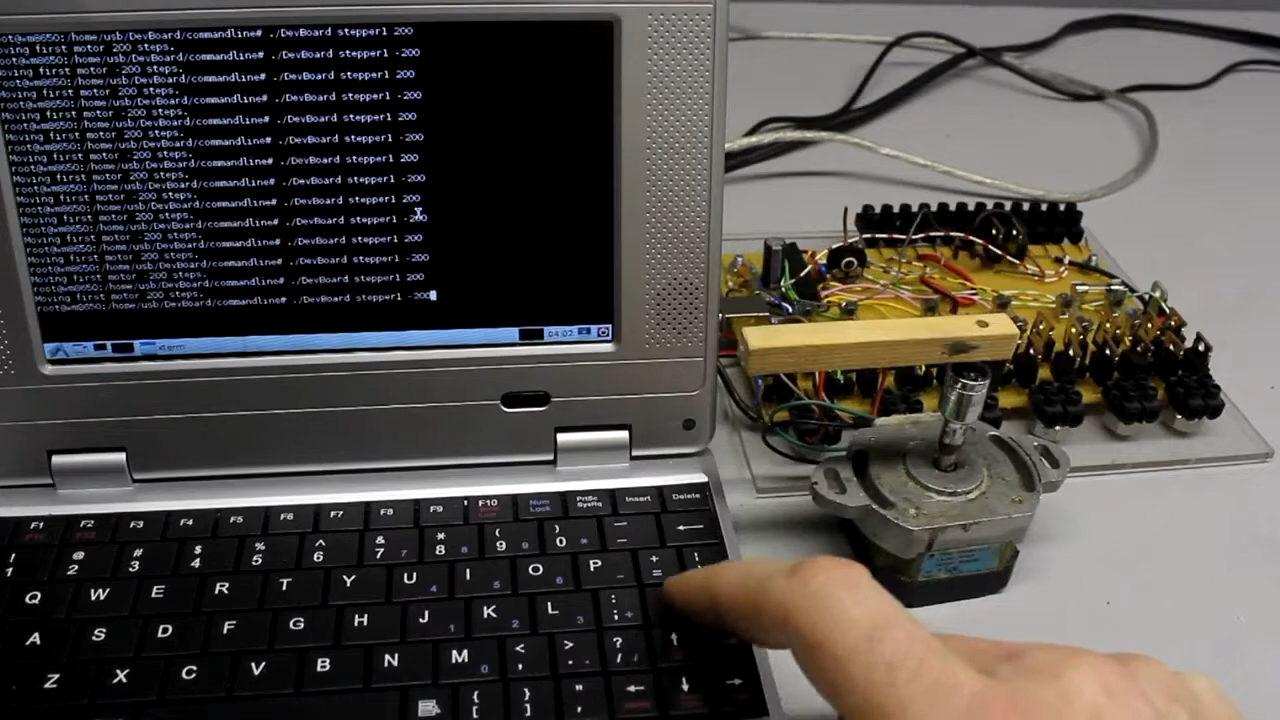 root@wm8650:/home/usb/DevBoard/commandline# ./DevBoard stepper1 200
Moving first motor 200 steps.
root@wm8650:/home/usb/DevBoard/commandline# ./DevBoard stepper1 -200
Moving first motor -200 steps.
root@wm8650:/home/usb/DevBoard/commandline# ./DevBoard stepper1 200
Moving first motor 200 steps.
root@wm8650:/home/usb/DevBoard/commandline# ./DevBoard stepper1 -200
Moving first motor -200 steps.
root@wm8650:/home/usb/DevBoard/commandline# ./DevBoard stepper1 200
Moving first motor 200 steps.
root@wm8650:/home/usb/DevBoard/commandline# ./DevBoard stepper1 -200
Moving first motor -200 steps.
root@wm8650:/home/usb/DevBoard/commandline# ./DevBoard stepper1 200
Moving first motor 200 steps.
root@wm8650:/home/usb/DevBoard/commandline# ./DevBoard stepper1 -200
Moving first motor -200 steps.
root@wm8650:/home/usb/DevBoard/commandline# ./DevBoard stepper1 200
Moving first motor 200 steps.
root@wm8650:/home/usb/DevBoard/commandline# ./DevBoard stepper1 -200
Moving first motor -200 steps.
root@wm8650:/home/usb/DevBoard/commandline# ./DevBoard stepper1 200
Moving first motor 200 steps.
root@wm8650:/home/usb/DevBoard/commandline# ./DevBoard stepper1 -200
Moving first motor -200 steps.
root@wm8650:/home/usb/DevBoard/commandline# ./DevBoard stepper1 200
Moving first motor 200 steps.
root@wm8650:/home/usb/DevBoard/commandline# ./DevBoard stepper1 -200
xterm 04:02
F1 F2 F3 F4 F5 F6 F7 F8 F9 F10 Num Lock PrtSc SysRq Insert Delete
! 1 @ 2 # 3 $ 4 % 5 ^ 6 & 7 7 * 8 8 ( 9 9 ) 0 * _ -
Q W E R T Y U 4 I 5 O 6 P - + =
A S D F G H J 1 K 2 L 3 : ; +
Z X C V B N M 0 < , > . ? / /
{ [ } ] " '